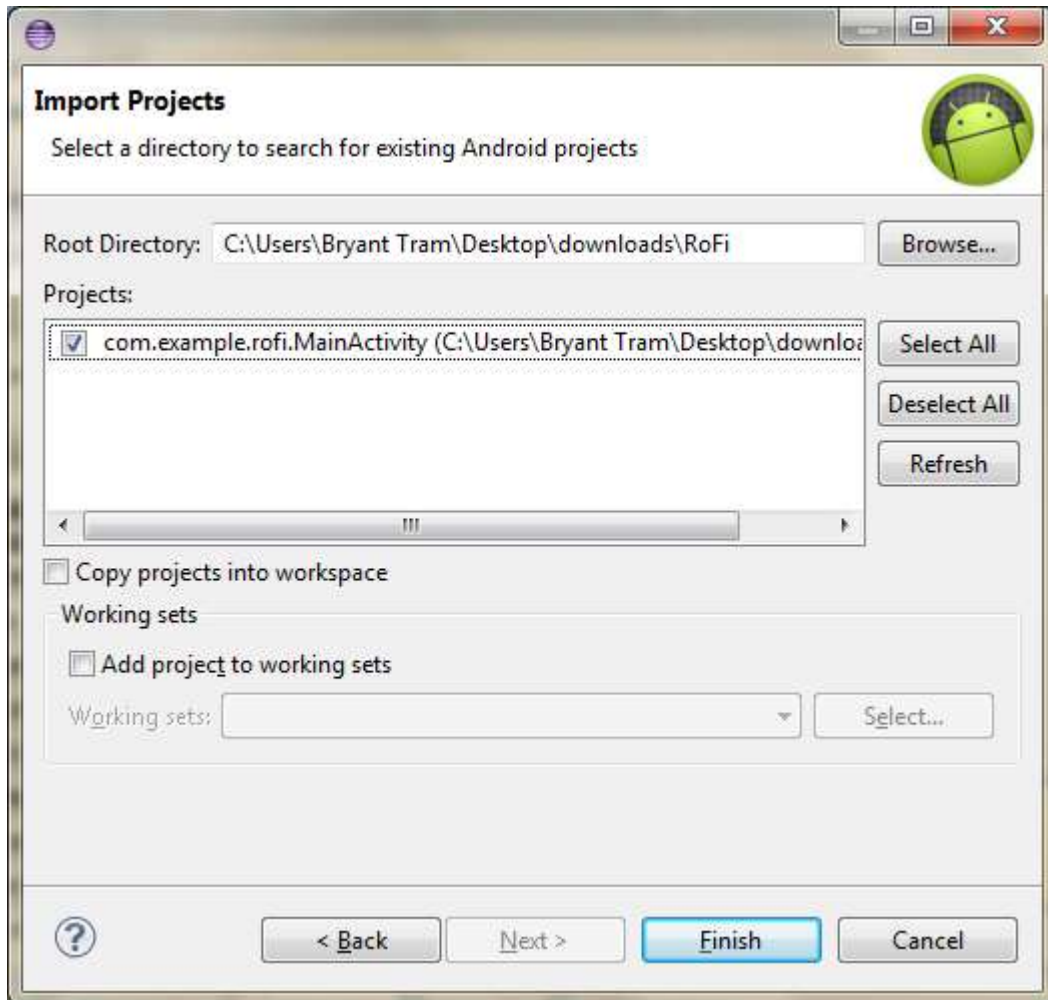 Import Projects
Select a directory to search for existing Android projects
Root Directory: C:\Users\Bryant Tram\Desktop\downloads\RoFi Browse...
Projects:
com.example.rofi.MainActivity (C:\Users\Bryant Tram\Desktop\downloa Select All
Deselect All
Refresh
Copy projects into workspace
Working sets
Add project to working sets
Working sets: Select...
? < Back Next > Finish Cancel